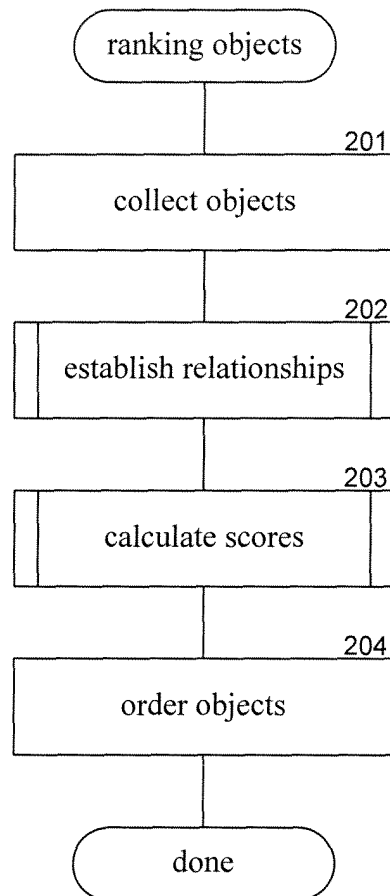 ranking objects
201
collect objects
202
establish relationships
203
calculate scores
204
order objects
done